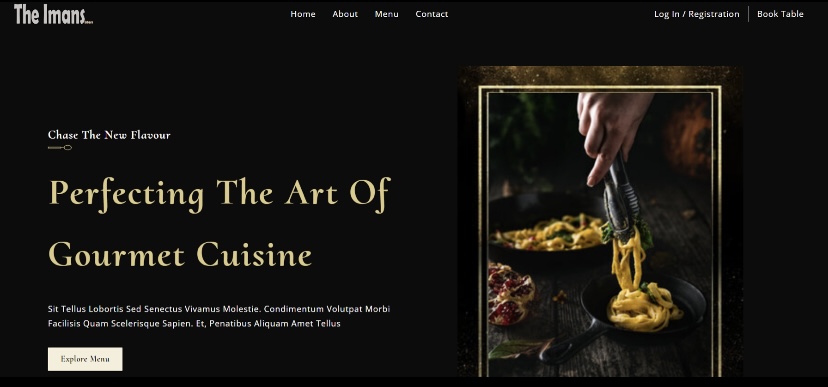 The Imans
Home About Menu Contact
Log In / Registration Book Table
Chase The New Flavour
Perfecting The Art Of
Gourmet Cuisine
Sit Tellus Lobortis Sed Senectus Vivamus Molestie. Condimentum Volutpat Morbi
Facilisis Quam Scelerisque Sapien. Et, Penatibus Aliquam Amet Tellus
Explore Menu